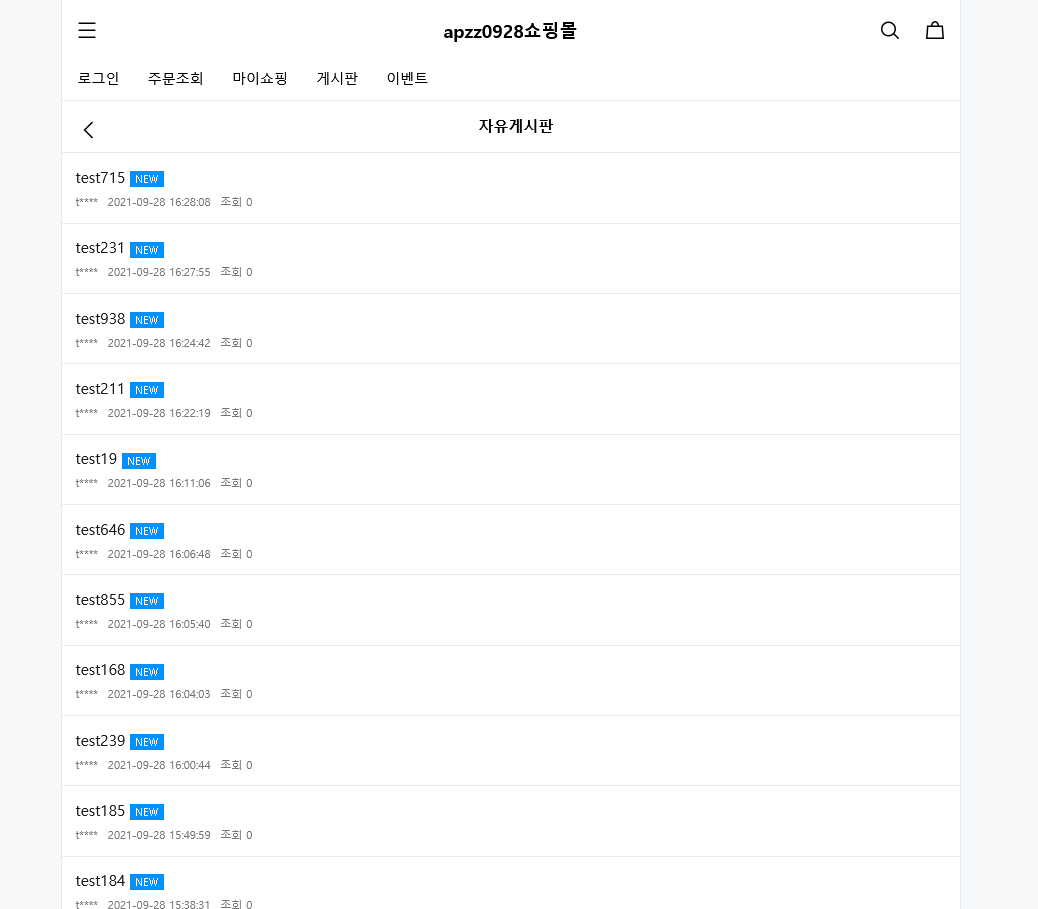 apzz0928쇼핑몰
로그인 주문조회 마이쇼핑 게시판 이벤트
자유게시판
test715 NEW
t**** 2021-09-28 16:28:08 조회 0
test231 NEW
t**** 2021-09-28 16:27:55 조회 0
test938 NEW
t**** 2021-09-28 16:24:42 조회 0
test211 NEW
t**** 2021-09-28 16:22:19 조회 0
test19 NEW
t**** 2021-09-28 16:11:06 조회 0
test646 NEW
t**** 2021-09-28 16:06:48 조회 0
test855 NEW
t**** 2021-09-28 16:05:40 조회 0
test168 NEW
t**** 2021-09-28 16:04:03 조회 0
test239 NEW
t**** 2021-09-28 16:00:44 조회 0
test185 NEW
t**** 2021-09-28 15:49:59 조회 0
test184 NEW
t**** 2021-09-28 15:38:31 조회 0